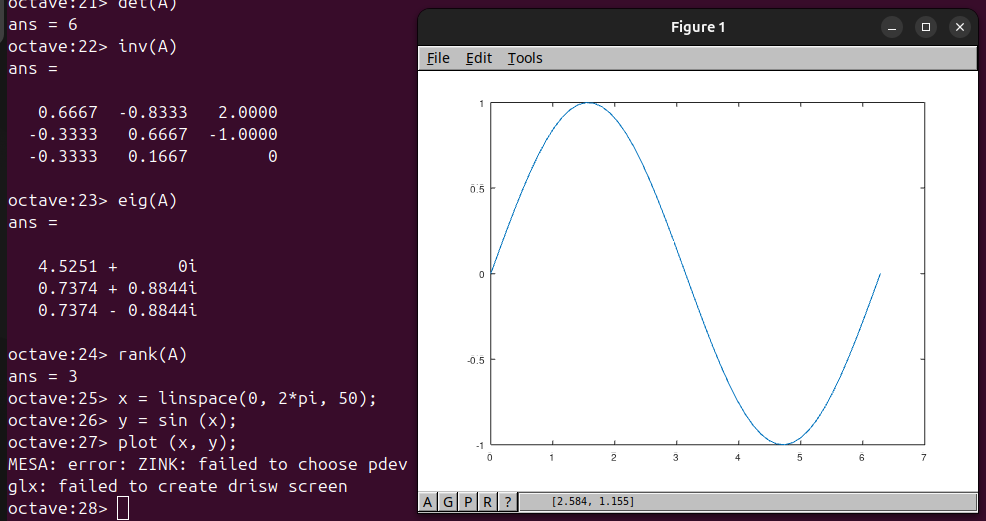 octave:21> det(A)
ans = 6
octave:22> inv(A)
ans =
0.6667 -0.8333 2.0000
-0.3333 0.6667 -1.0000
-0.3333 0.1667 0
octave:23> eig(A)
ans =
4.5251 + 0i
0.7374 + 0.8844i
0.7374 - 0.8844i
octave:24> rank(A)
ans = 3
octave:25> x = linspace(0, 2*pi, 50);
octave:26> y = sin (x);
octave:27> plot (x, y);
MESA: error: ZINK: failed to choose pdev
glx: failed to create drisw screen
octave:28>
Figure 1
File Edit Tools
1
0.5
0
-0.5
-1
0 1 2 3 4 5 6 7
A G P R ? [2.584, 1.155]